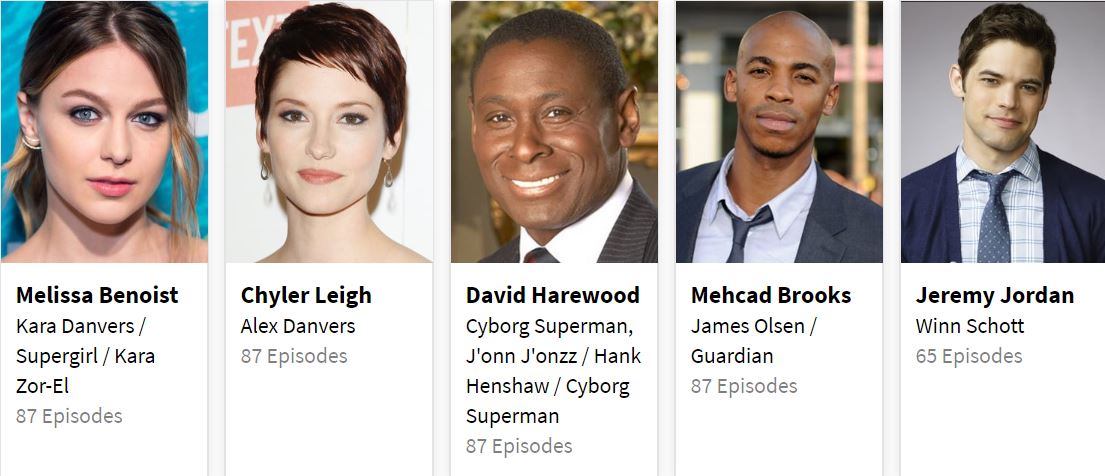 TEXT
Melissa Benoist
Kara Danvers /
Supergirl / Kara
Zor-El
87 Episodes
Chyler Leigh
Alex Danvers
87 Episodes
David Harewood
Cyborg Superman,
J'onn J'onzz / Hank
Henshaw / Cyborg
Superman
87 Episodes
Mehcad Brooks
James Olsen /
Guardian
87 Episodes
Jeremy Jordan
Winn Schott
65 Episodes